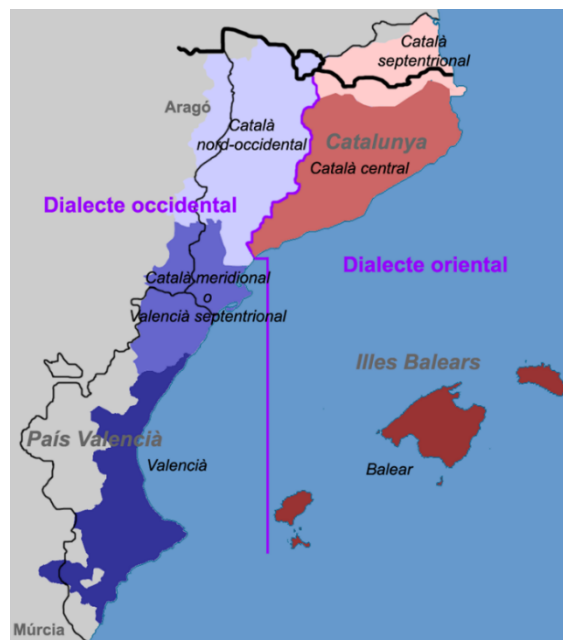 Català
septentrional
Aragó
Català
nord-occidental
Catalunya
Català central
Dialecte occidental
Dialecte oriental
Català meridional
o
Valencià septentrional
Illes Balears
País Valencià
Valencià
Balear
Múrcia